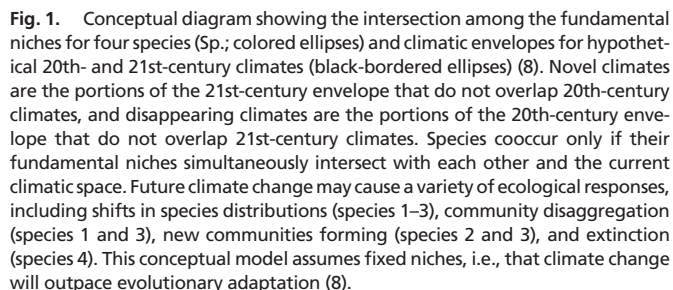 Fig. 1. Conceptual diagram showing the intersection among the fundamental
niches for four species (Sp.; colored ellipses) and climatic envelopes for hypothet-
ical 20th- and 21st-century climates (black-bordered ellipses) (8). Novel climates
are the portions of the 21st-century envelope that do not overlap 20th-century
climates, and disappearing climates are the portions of the 20th-century enve-
lope that do not overlap 21st-century climates. Species cooccur only if their
fundamental niches simultaneously intersect with each other and the current
climatic space. Future climate change may cause a variety of ecological responses,
including shifts in species distributions (species 1–3), community disaggregation
(species 1 and 3), new communities forming (species 2 and 3), and extinction
(species 4). This conceptual model assumes fixed niches, i.e., that climate change
will outpace evolutionary adaptation (8).